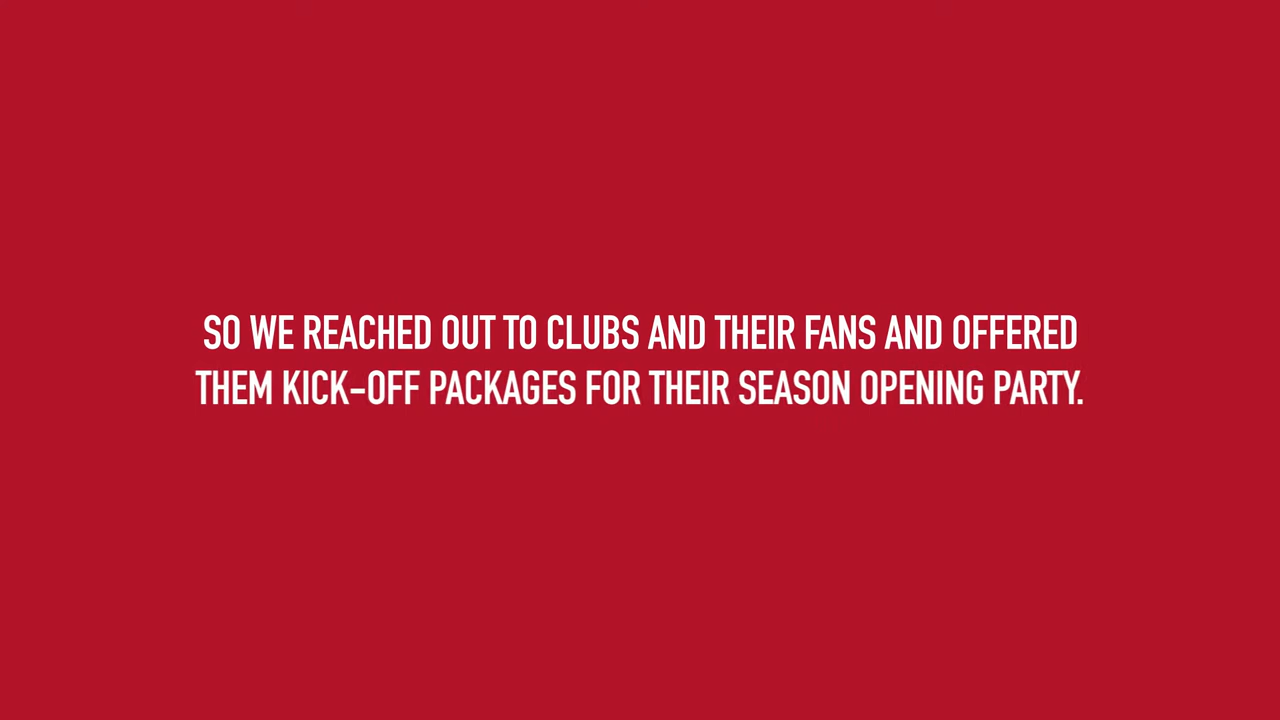 SO WE REACHED OUT TO CLUBS AND THEIR FANS AND OFFERED
THEM KICK-OFF PACKAGES FOR THEIR SEASON OPENING PARTY.